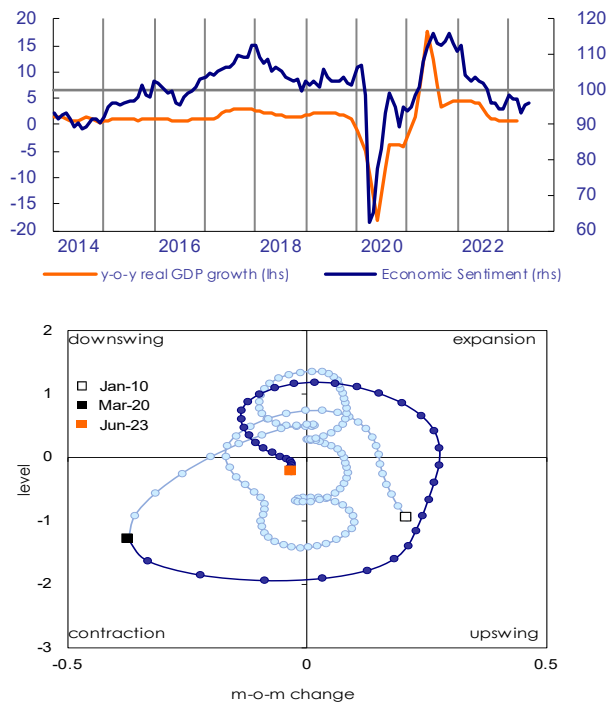 20 120
15 110
10 100
5
0 90
-5
-10 80
-15 70
-20 60
2014 2016 2018 2020 2022
y-o-y real GDP growth (lhs) Economic Sentiment (rhs)
2
downswing expansion
Jan-10
1
Mar-20
Jun-23
0
level
-1
-2
contraction upswing
-3
-0.5 0 0.5
m-o-m change